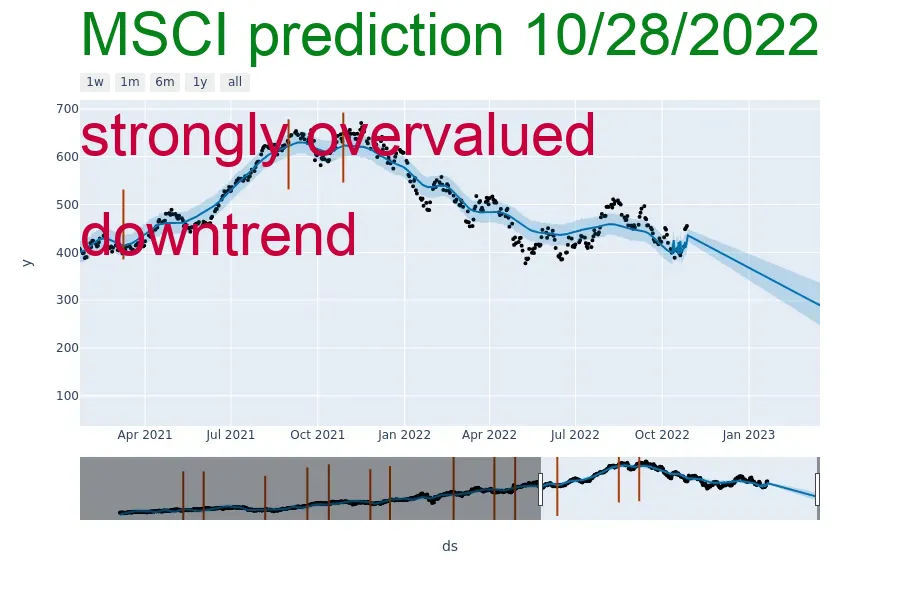 MSCI prediction 10/28/2022
1w 1m 6m 1y all
700
strongly overvalued
600
500
downtrend
400
y
300
200
100
Apr 2021 Jul 2021 Oct 2021 Jan 2022 Apr 2022 Jul 2022 Oct 2022 Jan 2023
ds